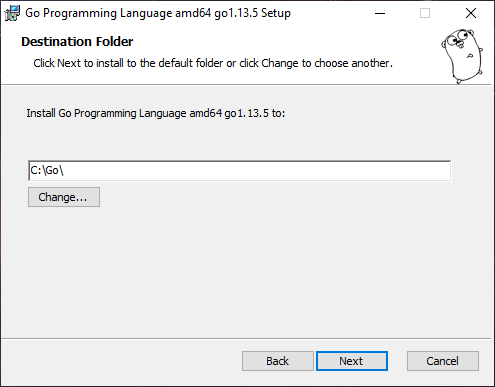 Go Programming Language amd64 go1.13.5 Setup
Destination Folder
Click Next to install to the default folder or click Change to choose another.
Install Go Programming Language amd64 go1.13.5 to:
C:\Go\
Change...
Back Next Cancel